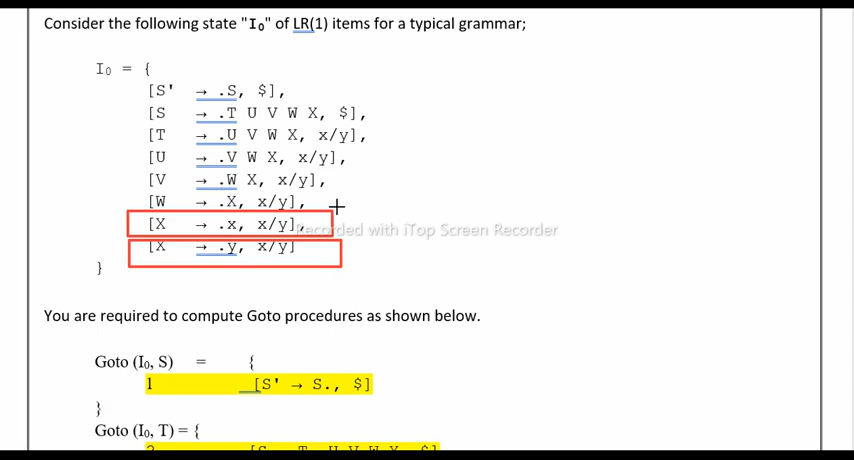 Consider the following state "I₀" of LR(1) items for a typical grammar;
I₀ = {
[S' → .S, $],
[S → .T U V W X, $],
[T → .U V W X, x/y],
[U → .V W X, x/y],
[V → .W X, x/y],
[W → .X, x/y],
[X → .x, x/y],
Recorded with iTop Screen Recorder
[X → .y, x/y]
}
You are required to compute Goto procedures as shown below.
Goto (I₀, S) = {
1 [S' → S., $]
}
Goto (I₀, T) = {